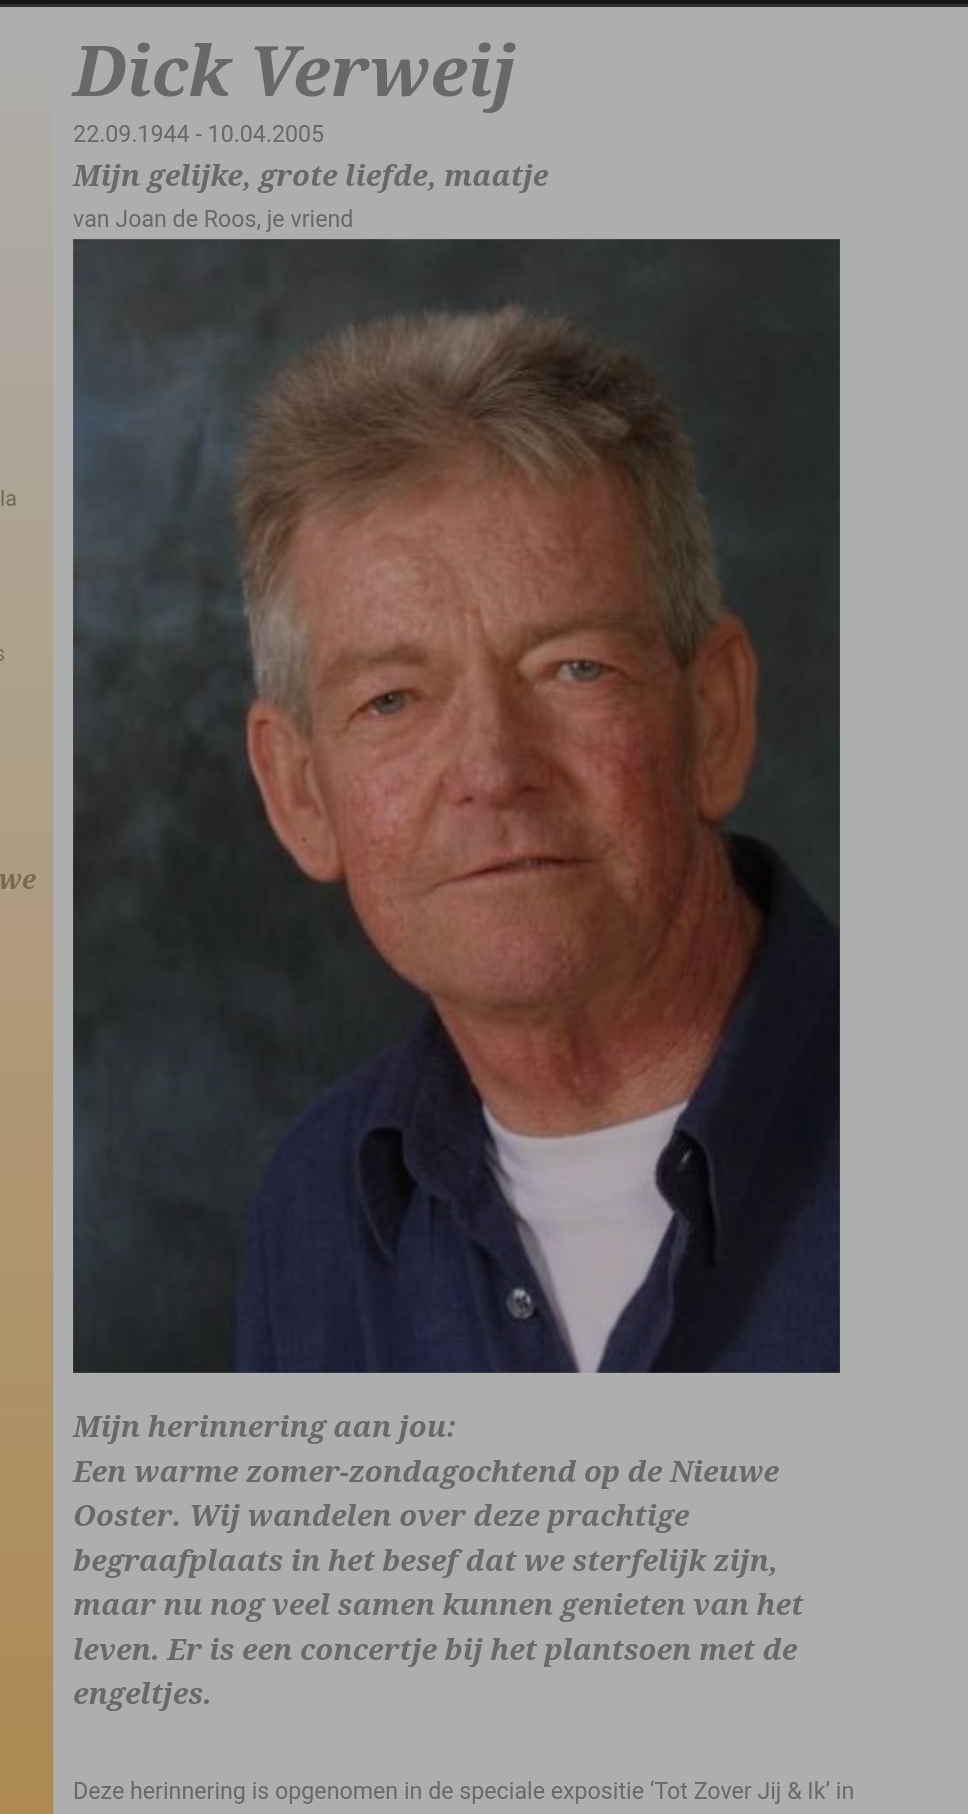 Dick Verweij
22.09.1944 - 10.04.2005
Mijn gelijke, grote liefde, maatje
van Joan de Roos, je vriend
la
s
we
Mijn herinnering aan jou:
Een warme zomer-zondagochtend op de Nieuwe
Ooster. Wij wandelen over deze prachtige
begraafplaats in het besef dat we sterfelijk zijn,
maar nu nog veel samen kunnen genieten van het
leven. Er is een concertje bij het plantsoen met de
engeltjes.
Deze herinnering is opgenomen in de speciale expositie ‘Tot Zover Jij & Ik’ in